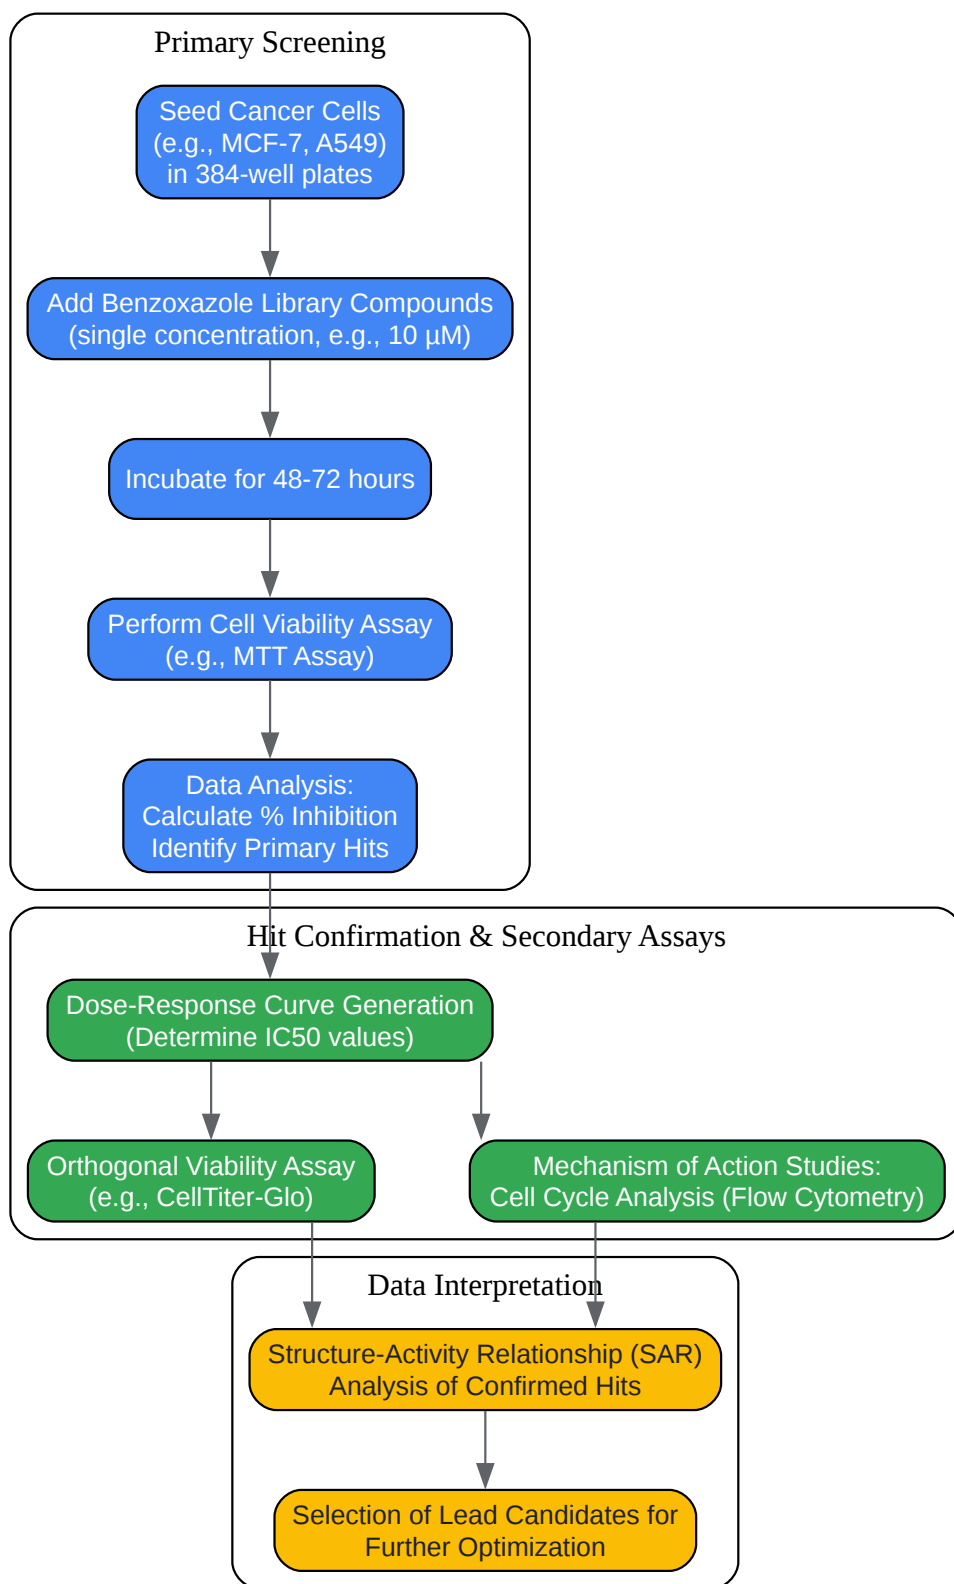 Primary Screening
Seed Cancer Cells
(e.g., MCF-7, A549)
in 384-well plates
Add Benzoxazole Library Compounds
(single concentration, e.g., 10 µM)
Incubate for 48-72 hours
Perform Cell Viability Assay
(e.g., MTT Assay)
Data Analysis:
Calculate % Inhibition
Identify Primary Hits
Hit Confirmation & Secondary Assays
Dose-Response Curve Generation
(Determine IC50 values)
Orthogonal Viability Assay
(e.g., CellTiter-Glo)
Mechanism of Action Studies:
Cell Cycle Analysis (Flow Cytometry)
Data Interpretation
Structure-Activity Relationship (SAR)
Analysis of Confirmed Hits
Selection of Lead Candidates for
Further Optimization